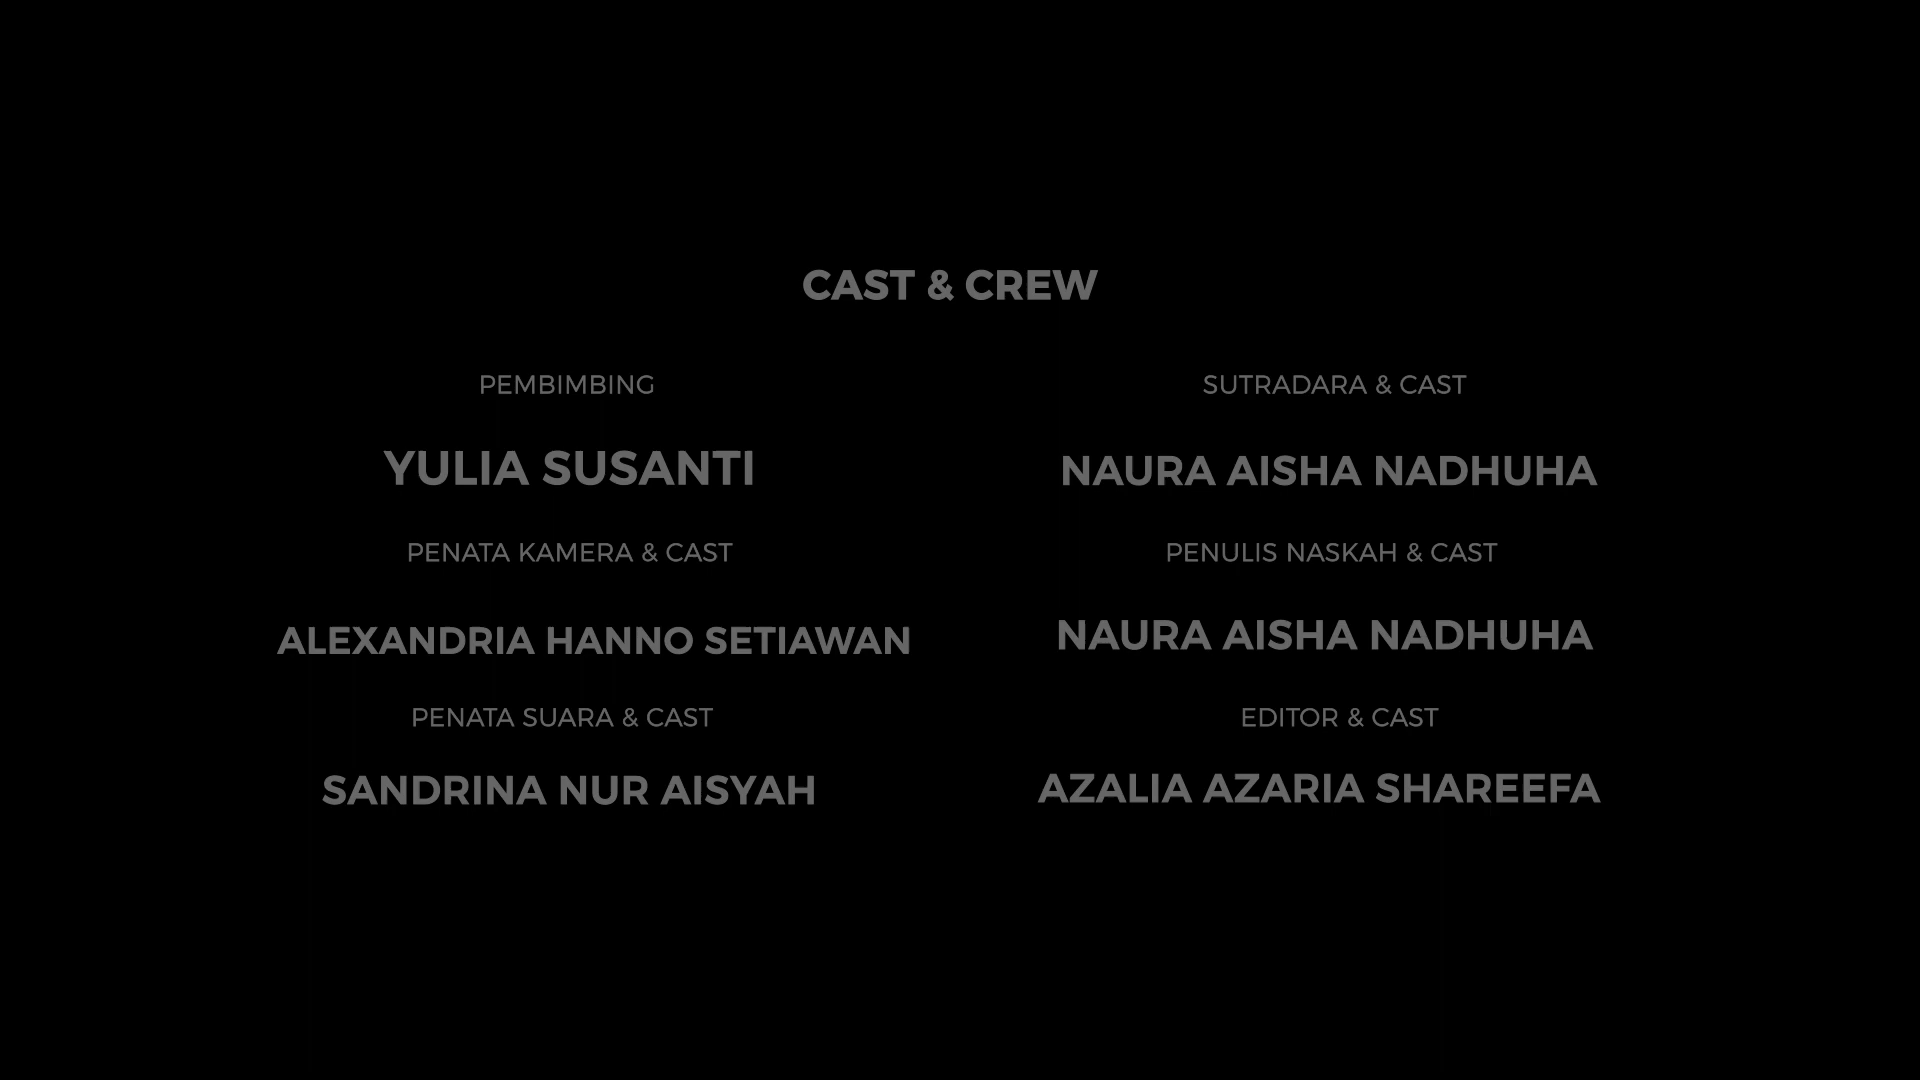 CAST & CREW
PEMBIMBING
YULIA SUSANTI
SUTRADARA & CAST
NAURA AISHA NADHUHA
PENATA KAMERA & CAST
ALEXANDRIA HANNO SETIAWAN
PENULIS NASKAH & CAST
NAURA AISHA NADHUHA
PENATA SUARA & CAST
SANDRINA NUR AISYAH
EDITOR & CAST
AZALIA AZARIA SHAREEFA